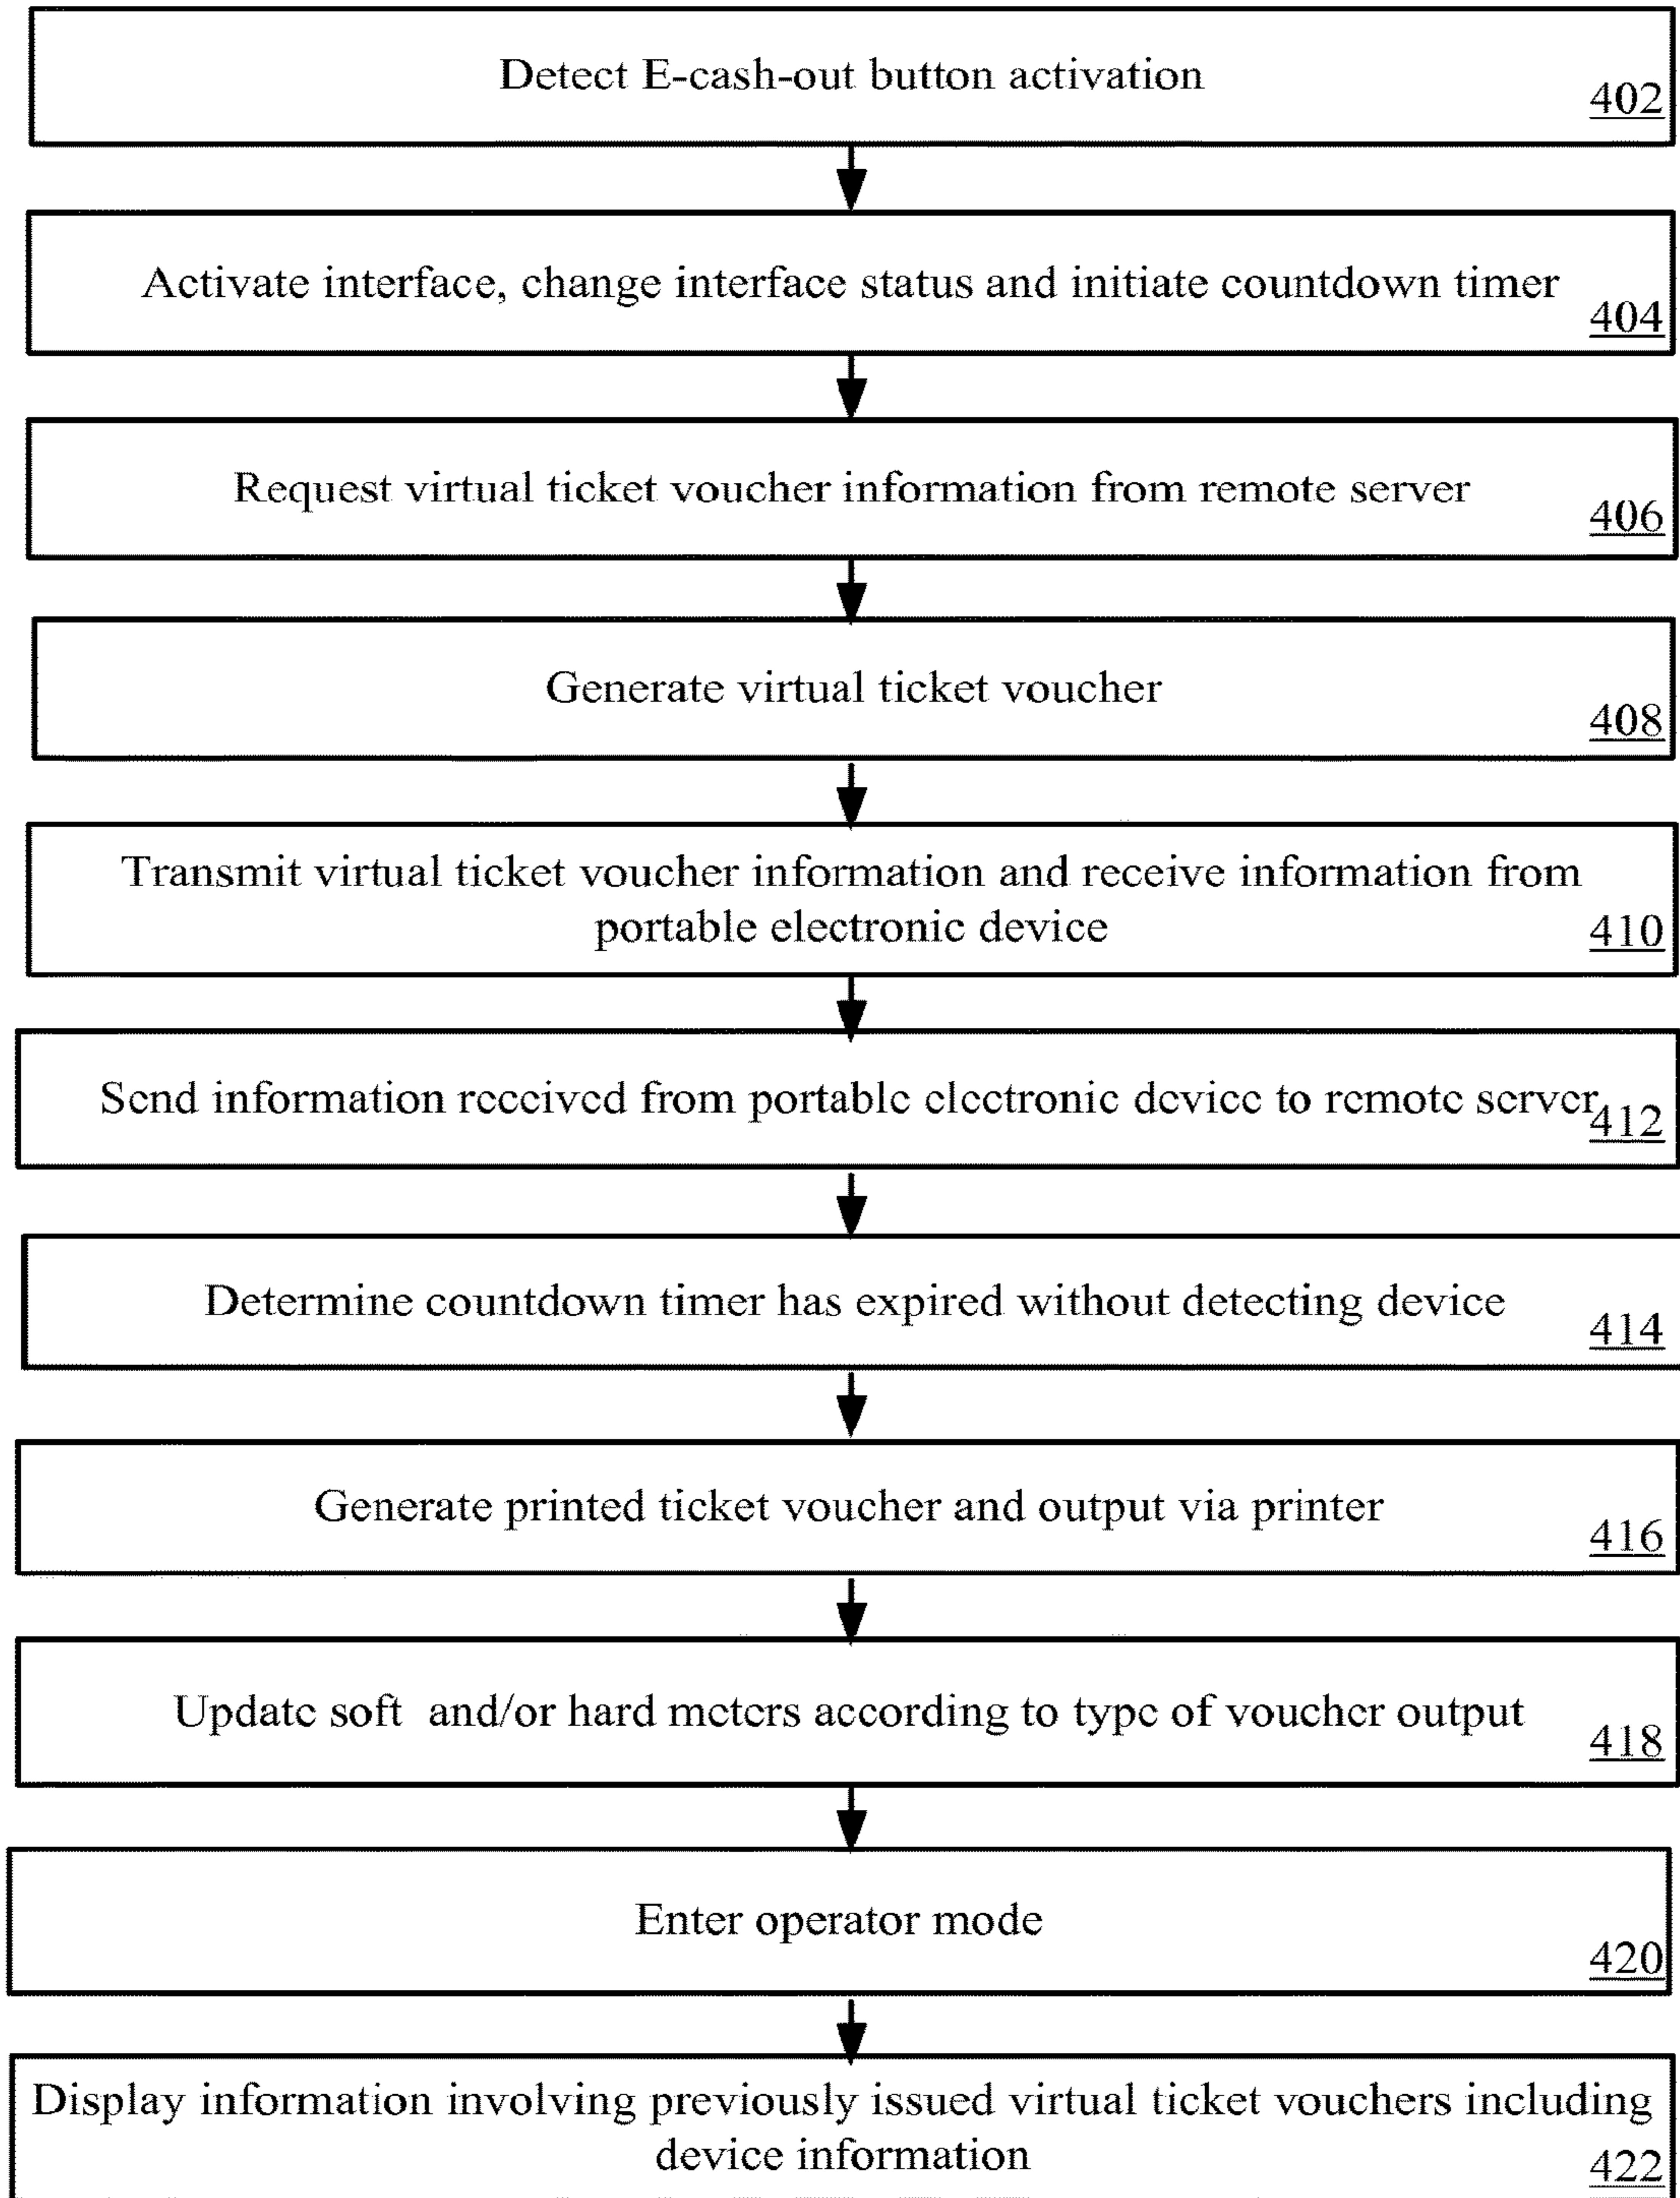 Detect E-cash-out button activation
402
Activate interface, change interface status and initiate countdown timer
404
Request virtual ticket voucher information from remote server
406
Generate virtual ticket voucher
408
Transmit virtual ticket voucher information and receive information from
portable electronic device
410
Send information received from portable electronic device to remote server
412
Determine countdown timer has expired without detecting device
414
Generate printed ticket voucher and output via printer
416
Update soft and/or hard meters according to type of voucher output
418
Enter operator mode
420
Display information involving previously issued virtual ticket vouchers including
device information
422